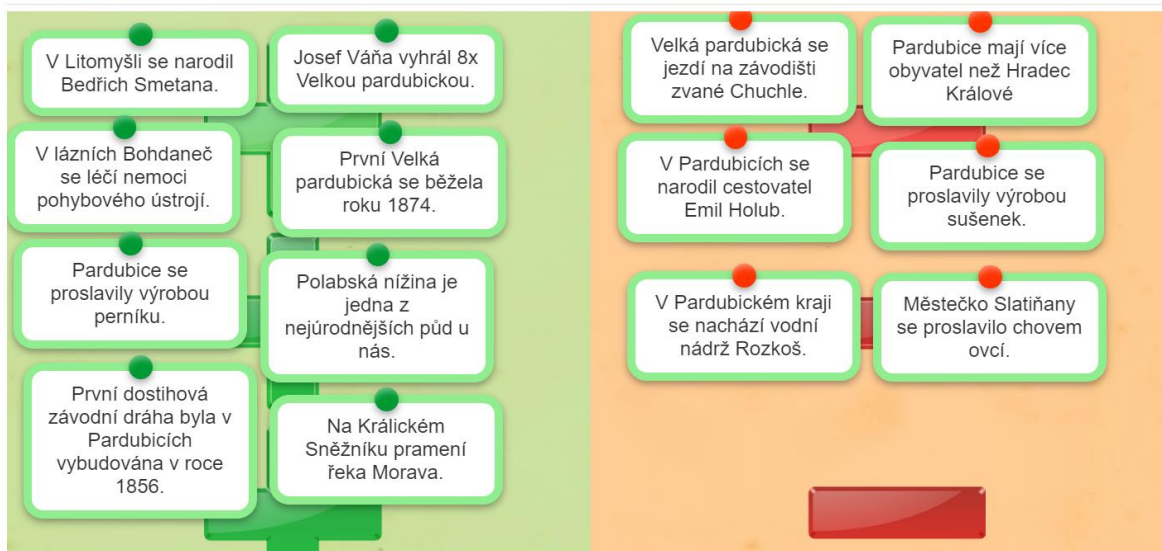 V Litomyšli se narodil
Bedřich Smetana.
Josef Váňa vyhrál 8x
Velkou pardubickou.
V lázních Bohdaneč
se léčí nemoci
pohybového ústrojí.
První Velká
pardubická se běžela
roku 1874.
Pardubice se
proslavily výrobou
perníku.
Polabská nížina je
jedna z
nejúrodnějších půd u
nás.
První dostihová
závodní dráha byla v
Pardubicích
vybudována v roce
1856.
Na Králickém
Sněžníku pramení
řeka Morava.
Velká pardubická se
jezdí na závodišti
zvané Chuchle.
Pardubice mají více
obyvatel než Hradec
Králové
V Pardubicích se
narodil cestovatel
Emil Holub.
Pardubice se
proslavily výrobou
sušenek.
V Pardubickém kraji
se nachází vodní
nádrž Rozkoš.
Městečko Slatiňany
se proslavilo chovem
ovcí.